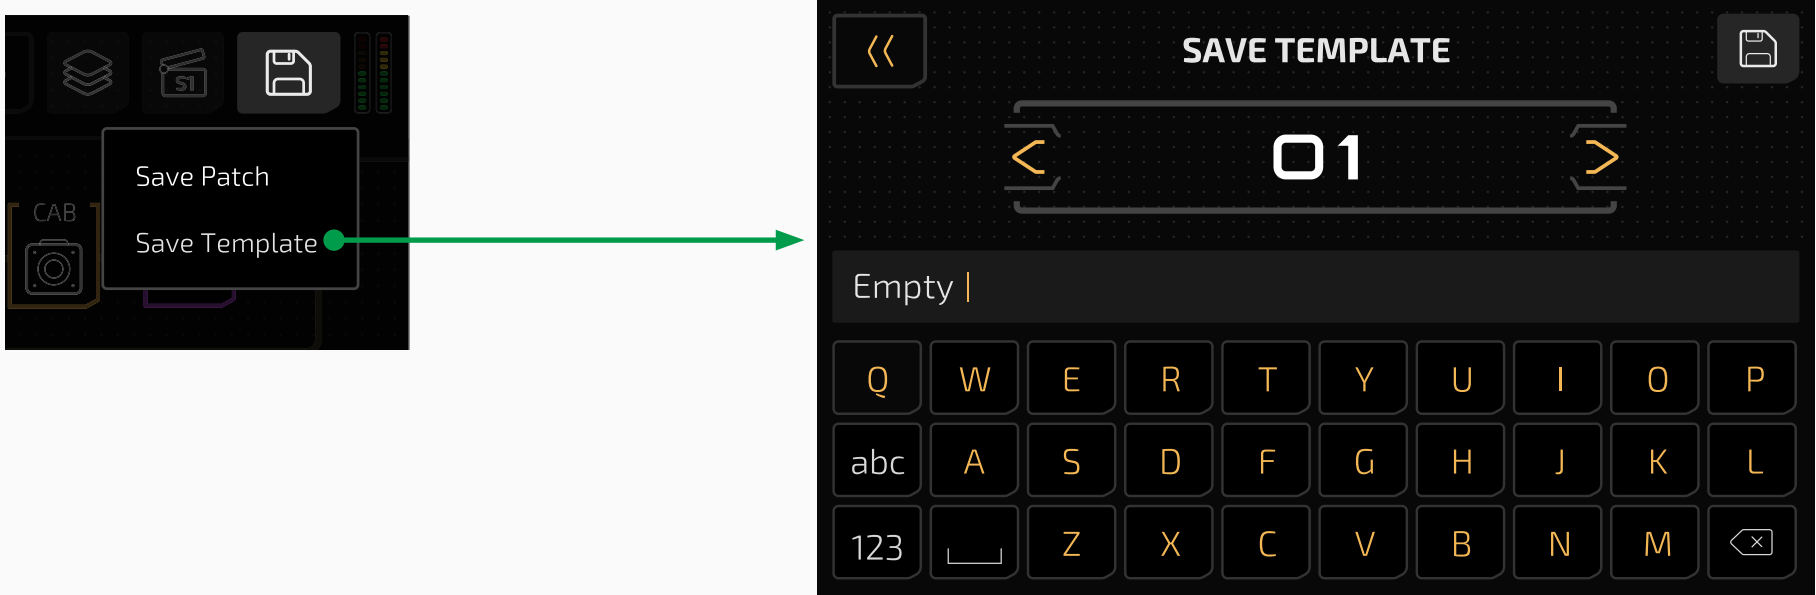 S1
Save Patch
CAB
Save Template
SAVE TEMPLATE
01
Empty
Q W E R T Y U I O P
abc A S D F G H J K L
123 Z X C V B N M